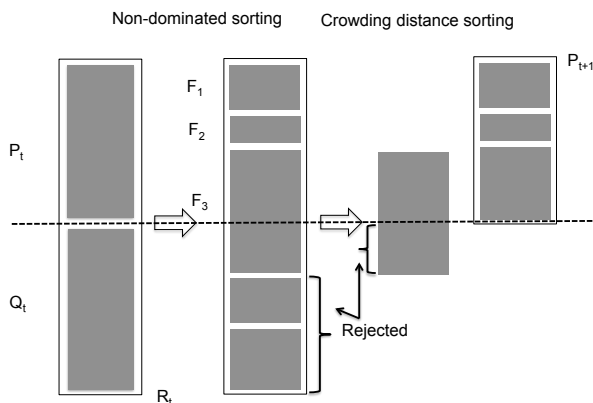 Non-dominated sorting
Crowding distance sorting
P_t+1
F_1
F_2
P_t
F_3
Q_t
Rejected
R_t